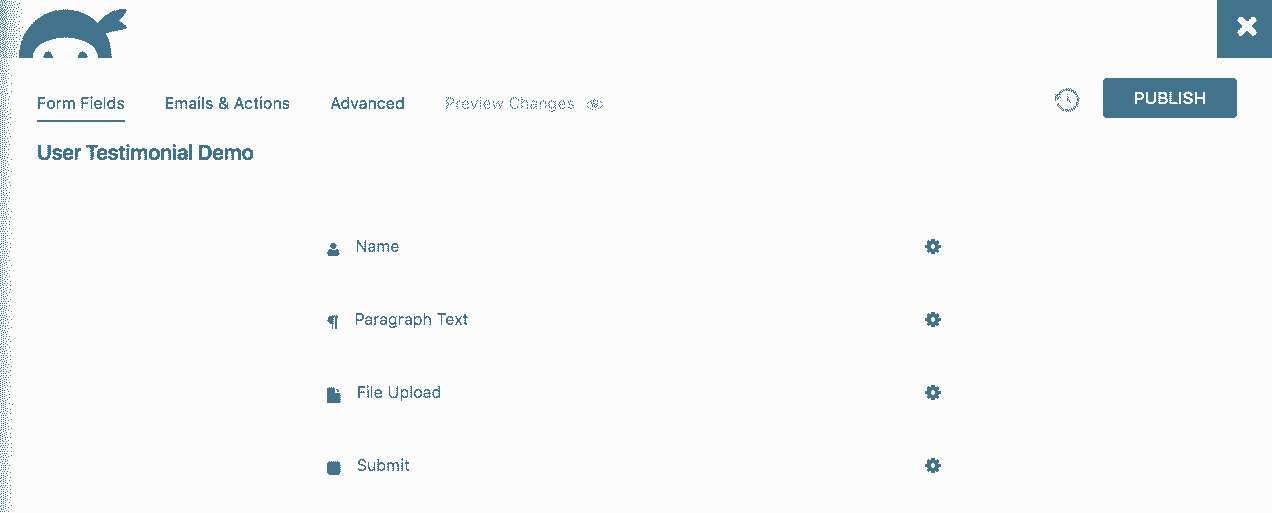 Form Fields Emails & Actions Advanced Preview Changes PUBLISH
User Testimonial Demo
Name
Paragraph Text
File Upload
Submit